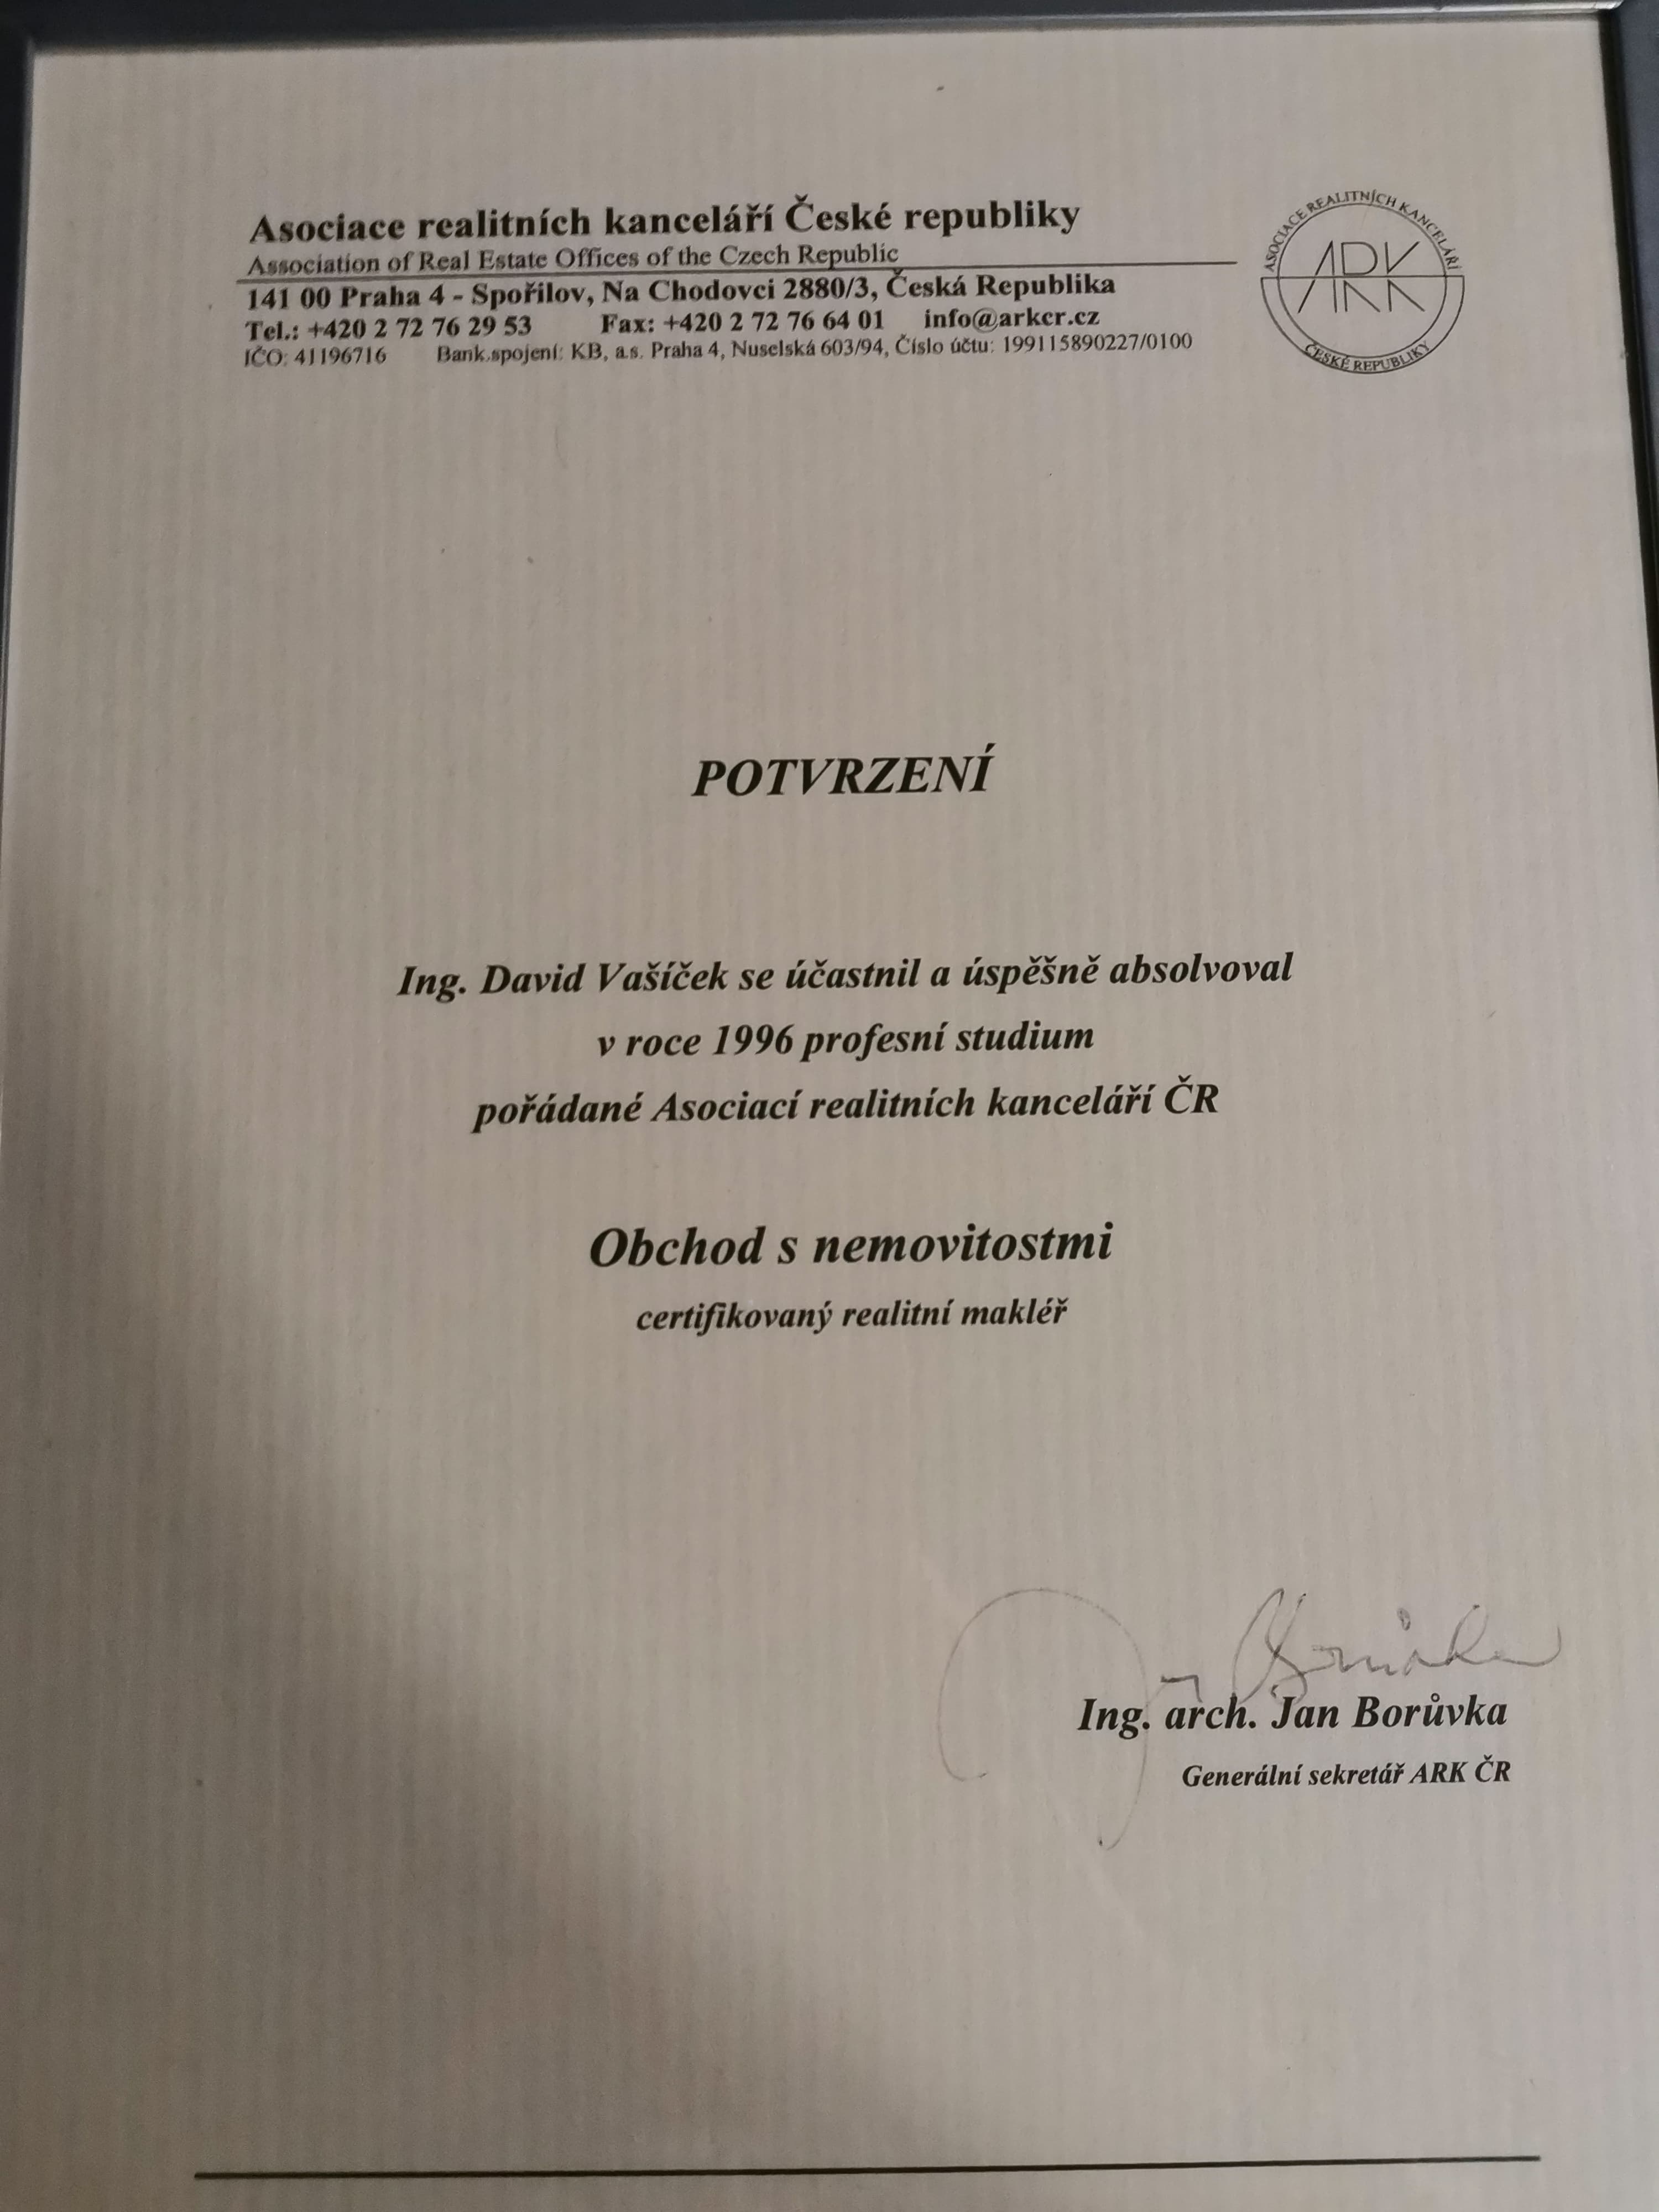 Asociace realitních kanceláří České republiky
Association of Real Estate Offices of the Czech Republic
141 00 Praha 4 - Spořilov, Na Chodovci 2880/3, Česká Republika
Tel.: +420 2 72 76 29 53 Fax: +420 2 72 76 64 01 info@arkcr.cz
IČO: 41196716 Bank.spojení: KB, a.s. Praha 4, Nuselská 603/94, Číslo účtu: 199115890227/0100
ASOCIACE REALITNÍCH KANCELÁŘÍ
ARK
ČESKÉ REPUBLIKY
POTVRZENÍ
Ing. David Vašíček se účastnil a úspěšně absolvoval
v roce 1996 profesní studium
pořádané Asociací realitních kanceláří ČR
Obchod s nemovitostmi
certifikovaný realitní makléř
Ing. arch. Jan Borůvka
Generální sekretář ARK ČR